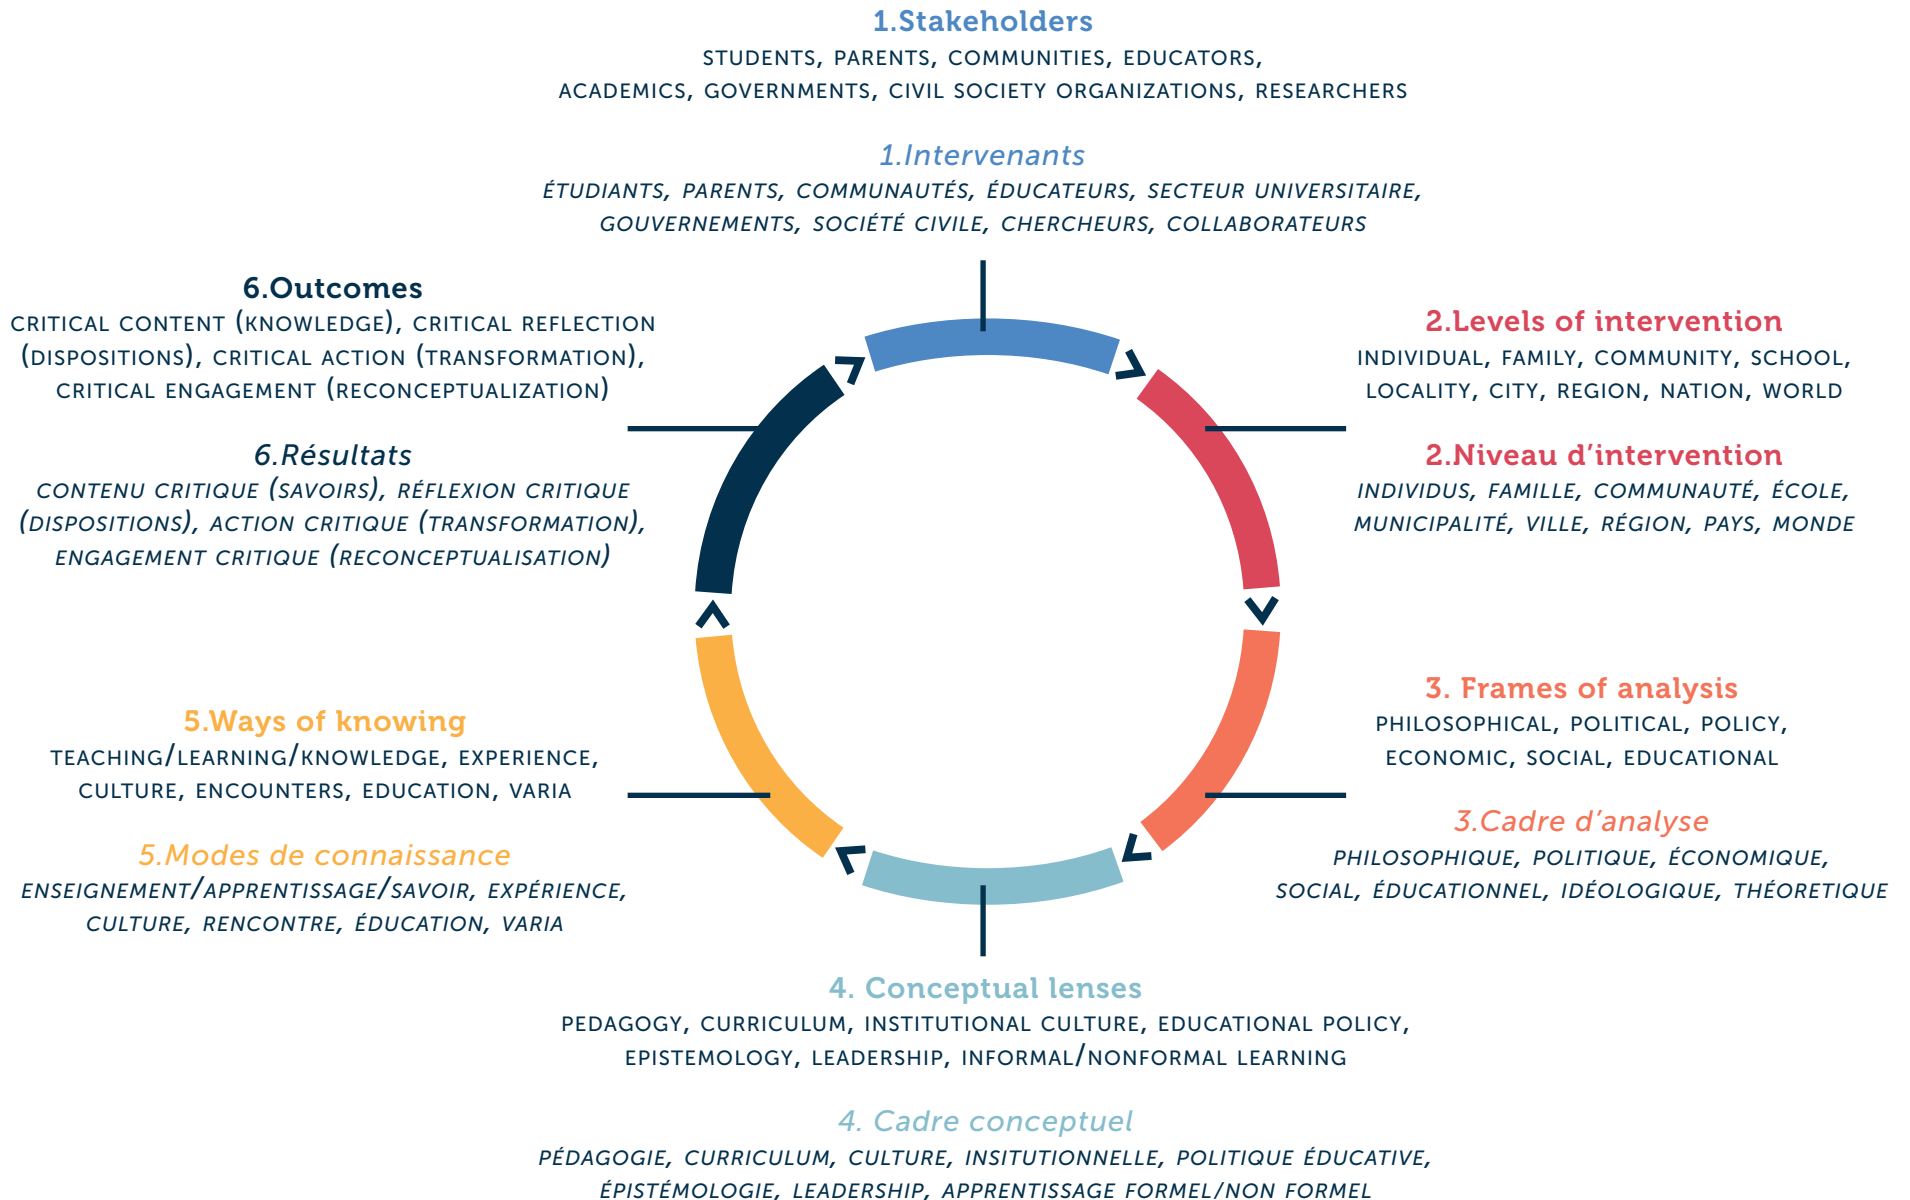 1.Stakeholders
STUDENTS, PARENTS, COMMUNITIES, EDUCATORS,
ACADEMICS, GOVERNMENTS, CIVIL SOCIETY ORGANIZATIONS, RESEARCHERS
1.Intervenants
ÉTUDIANTS, PARENTS, COMMUNAUTÉS, ÉDUCATEURS, SECTEUR UNIVERSITAIRE,
GOUVERNEMENTS, SOCIÉTÉ CIVILE, CHERCHEURS, COLLABORATEURS
2.Levels of intervention
INDIVIDUAL, FAMILY, COMMUNITY, SCHOOL,
LOCALITY, CITY, REGION, NATION, WORLD
2.Niveau d’intervention
INDIVIDUS, FAMILLE, COMMUNAUTÉ, ÉCOLE,
MUNICIPALITÉ, VILLE, RÉGION, PAYS, MONDE
3. Frames of analysis
PHILOSOPHICAL, POLITICAL, POLICY,
ECONOMIC, SOCIAL, EDUCATIONAL
3.Cadre d’analyse
PHILOSOPHIQUE, POLITIQUE, ÉCONOMIQUE,
SOCIAL, ÉDUCATIONNEL, IDÉOLOGIQUE, THÉORETIQUE
4. Conceptual lenses
PEDAGOGY, CURRICULUM, INSTITUTIONAL CULTURE, EDUCATIONAL POLICY,
EPISTEMOLOGY, LEADERSHIP, INFORMAL/NONFORMAL LEARNING
4. Cadre conceptuel
PÉDAGOGIE, CURRICULUM, CULTURE, INSITUTIONNELLE, POLITIQUE ÉDUCATIVE,
ÉPISTÉMOLOGIE, LEADERSHIP, APPRENTISSAGE FORMEL/NON FORMEL
5.Ways of knowing
TEACHING/LEARNING/KNOWLEDGE, EXPERIENCE,
CULTURE, ENCOUNTERS, EDUCATION, VARIA
5.Modes de connaissance
ENSEIGNEMENT/APPRENTISSAGE/SAVOIR, EXPÉRIENCE,
CULTURE, RENCONTRE, ÉDUCATION, VARIA
6.Outcomes
CRITICAL CONTENT (KNOWLEDGE), CRITICAL REFLECTION
(DISPOSITIONS), CRITICAL ACTION (TRANSFORMATION),
CRITICAL ENGAGEMENT (RECONCEPTUALIZATION)
6.Résultats
CONTENU CRITIQUE (SAVOIRS), RÉFLEXION CRITIQUE
(DISPOSITIONS), ACTION CRITIQUE (TRANSFORMATION),
ENGAGEMENT CRITIQUE (RECONCEPTUALISATION)